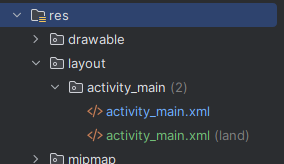 res
drawable
layout
activity_main (2)
</> activity_main.xml
</> activity_main.xml (land)
mipmap